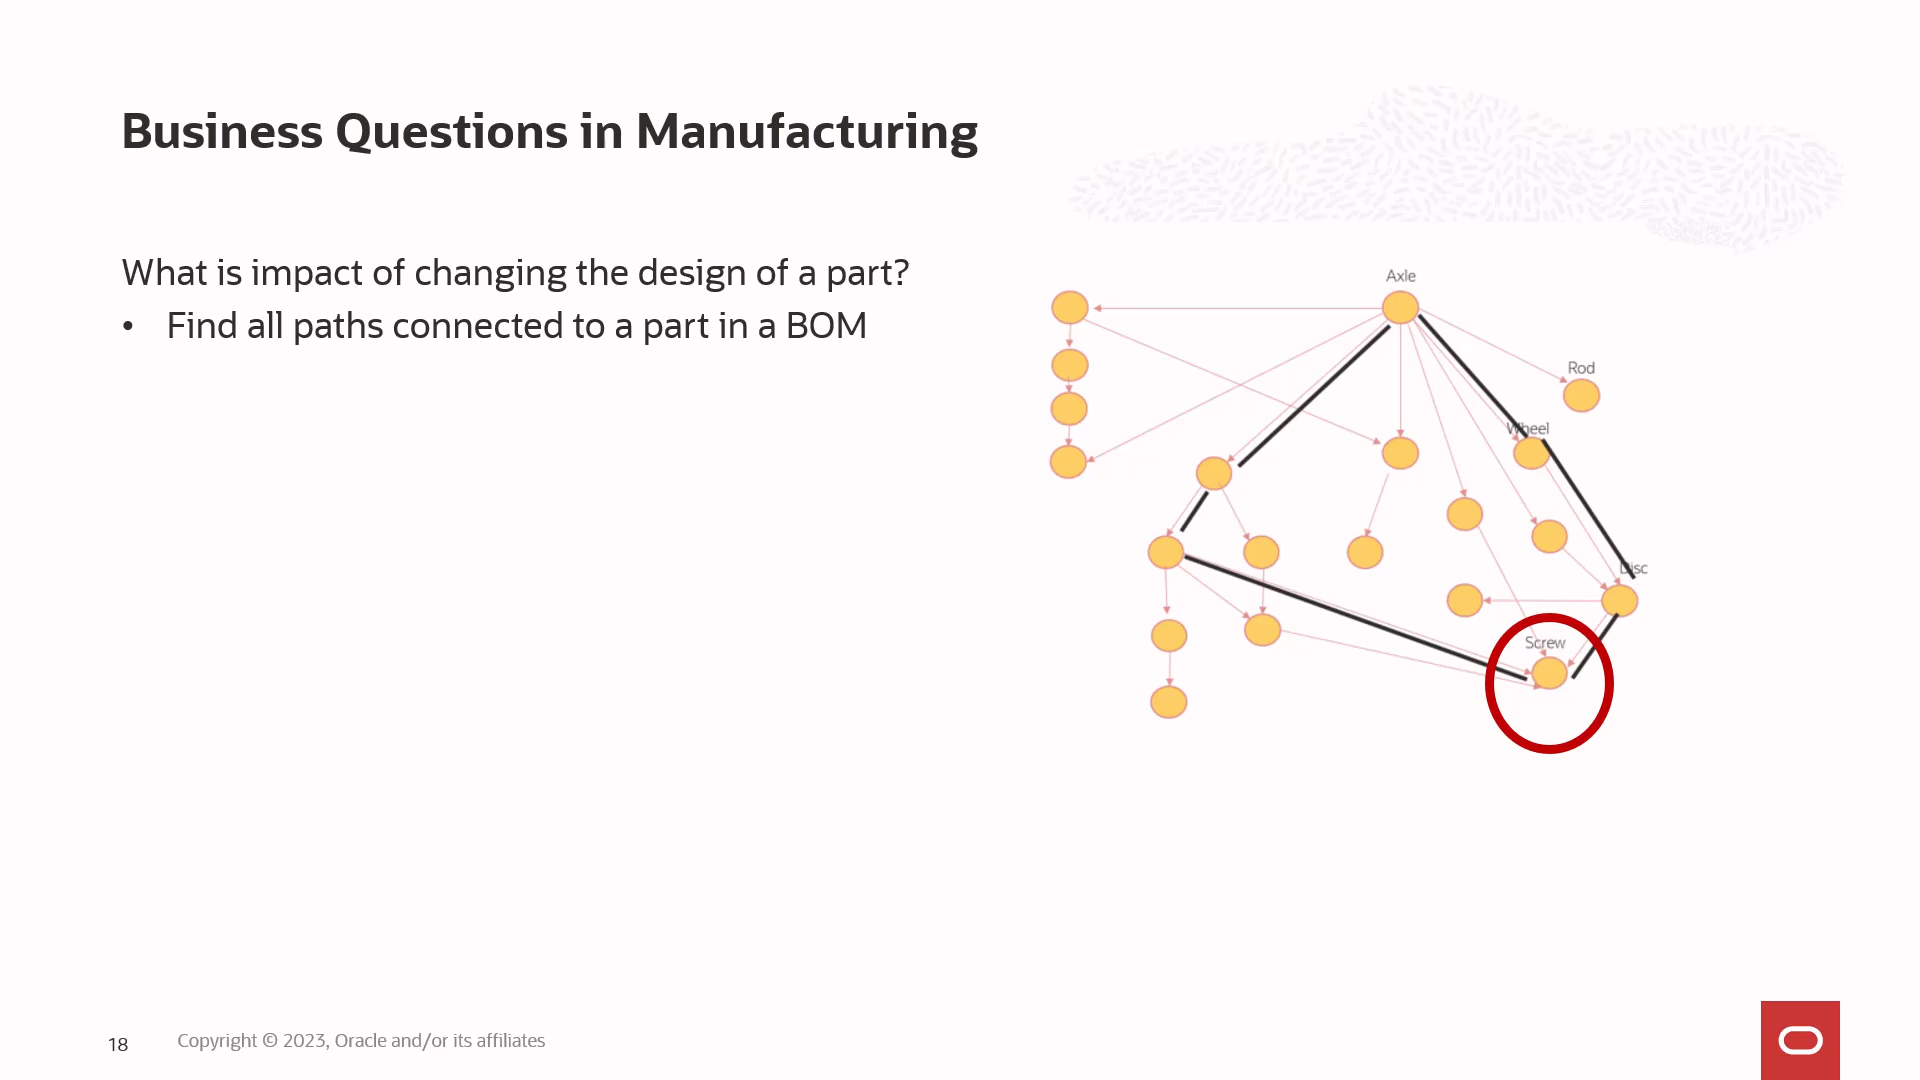 Business Questions in Manufacturing
What is impact of changing the design of a part?
• Find all paths connected to a part in a BOM
Axle
Rod
Wheel
Disc
Screw
18
Copyright © 2023, Oracle and/or its affiliates